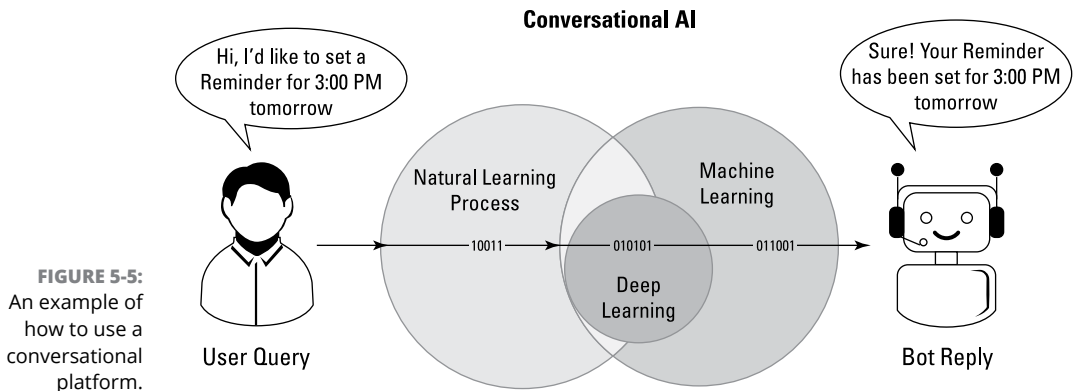 Conversational AI
Hi, I'd like to set a
Reminder for 3:00 PM
tomorrow
Sure! Your Reminder
has been set for 3:00 PM
tomorrow
Natural Learning
Process
Machine
Learning
10011
010101
011001
Deep
Learning
User Query
Bot Reply
FIGURE 5-5:
An example of
how to use a
conversational
platform.